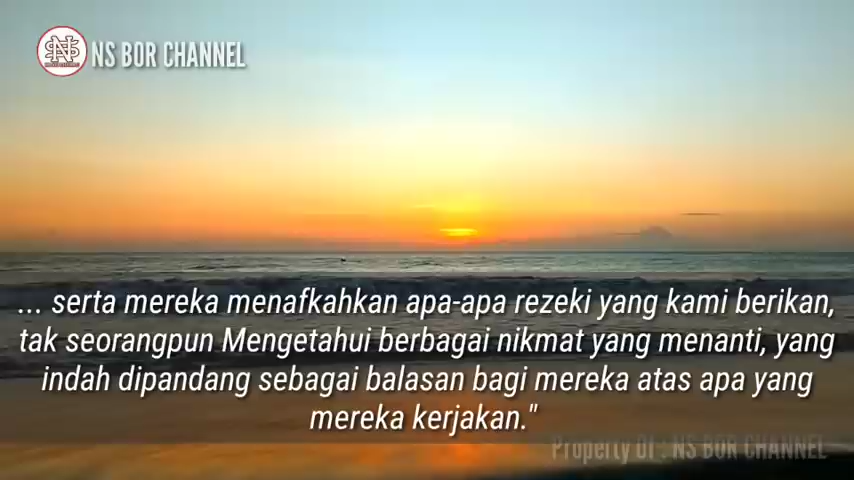 NS BOR CHANNEL
... serta mereka menafkahkan apa-apa rezeki yang kami berikan,
tak seorangpun Mengetahui berbagai nikmat yang menanti, yang
indah dipandang sebagai balasan bagi mereka atas apa yang
mereka kerjakan."
Property Of : NS BOR CHANNEL